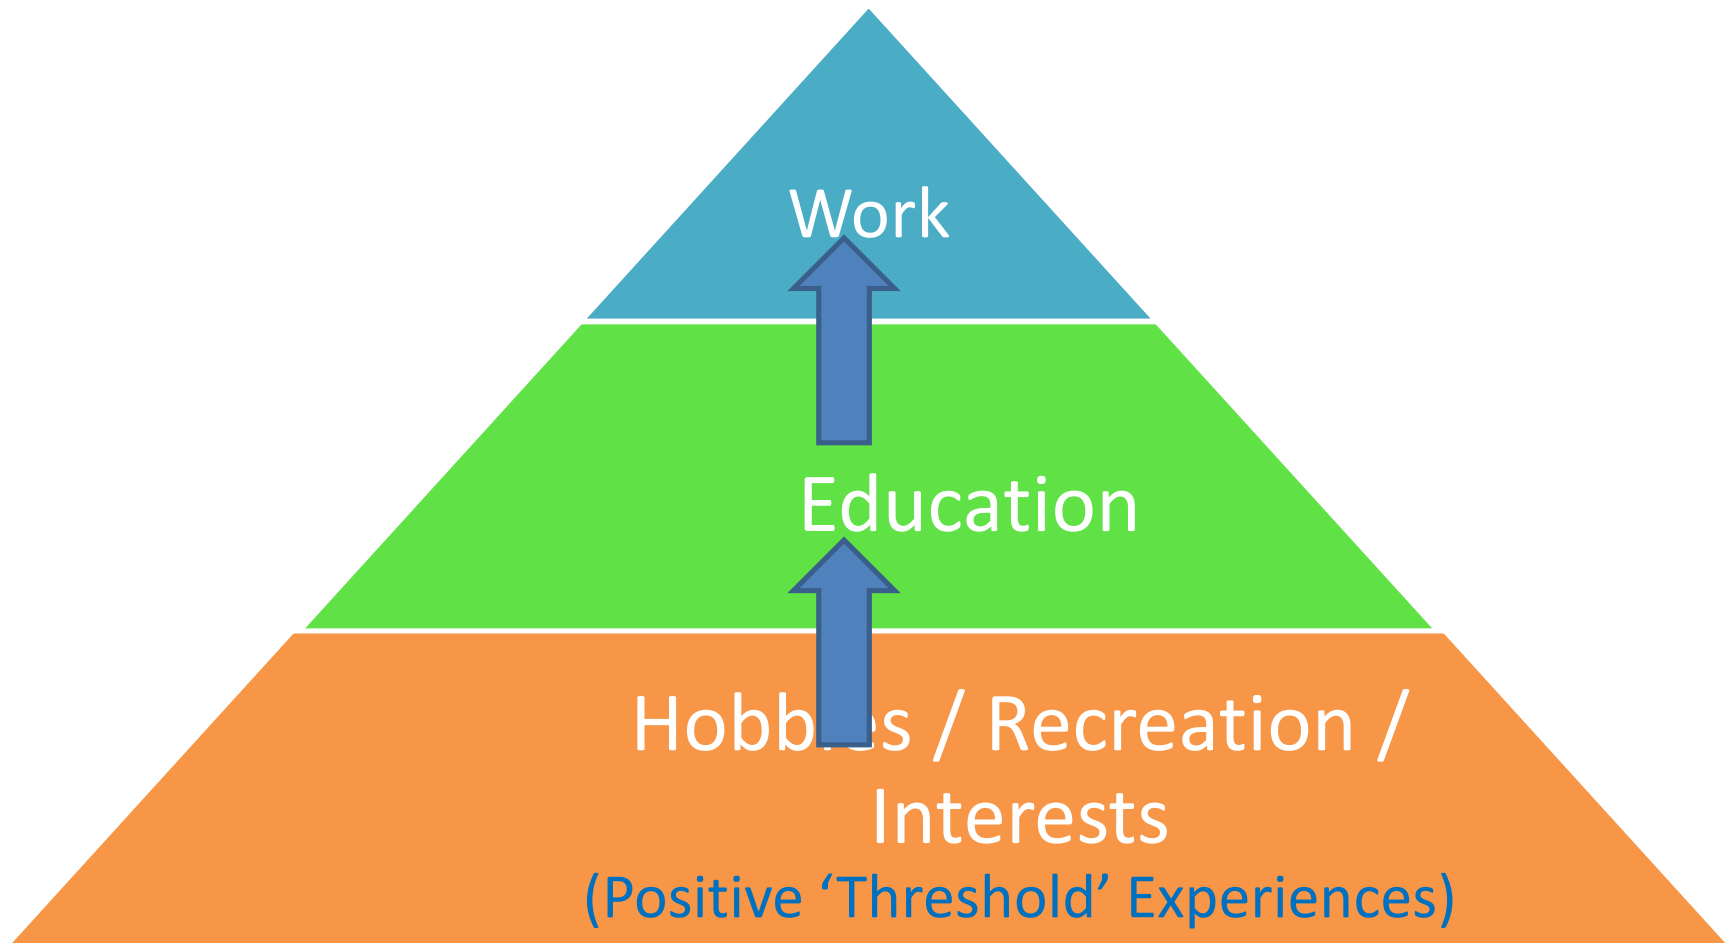 Work
Education
Hobbies / Recreation /
Interests
(Positive ‘Threshold’ Experiences)